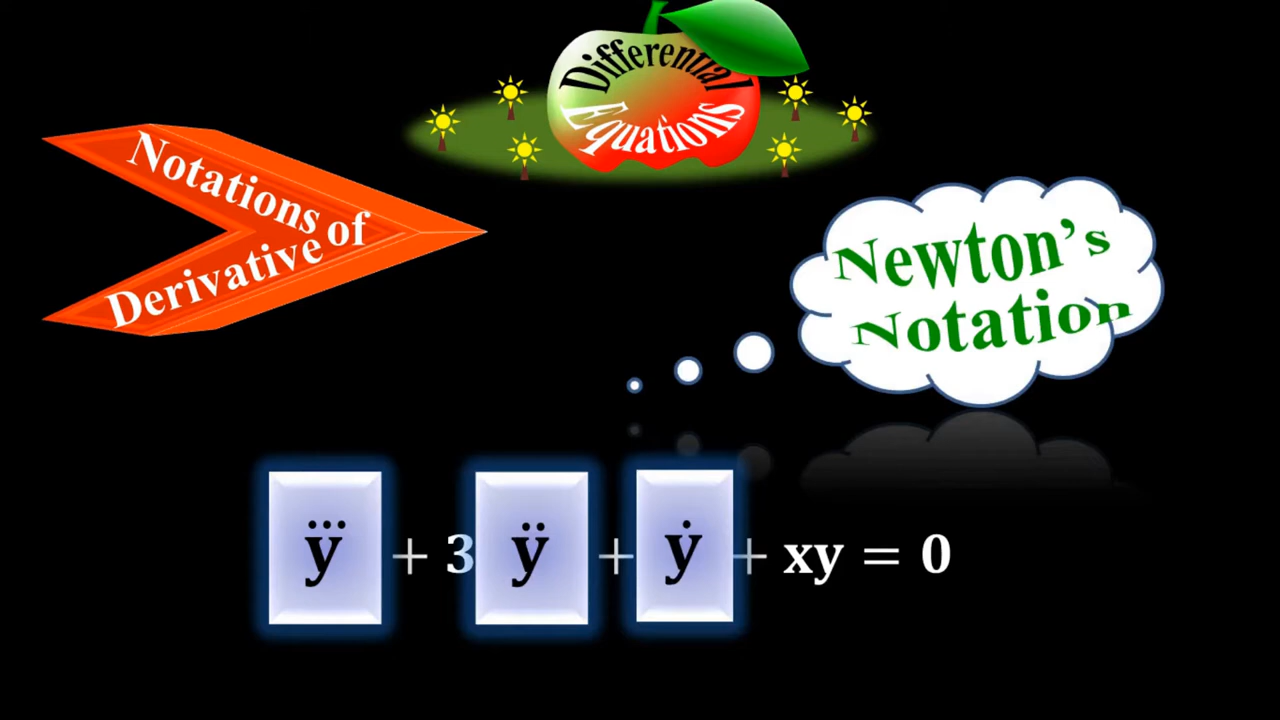 Differential
Equations
Notations of
Derivative
Newton's
Notation
y⃛ + 3ÿ + ẏ + xy = 0